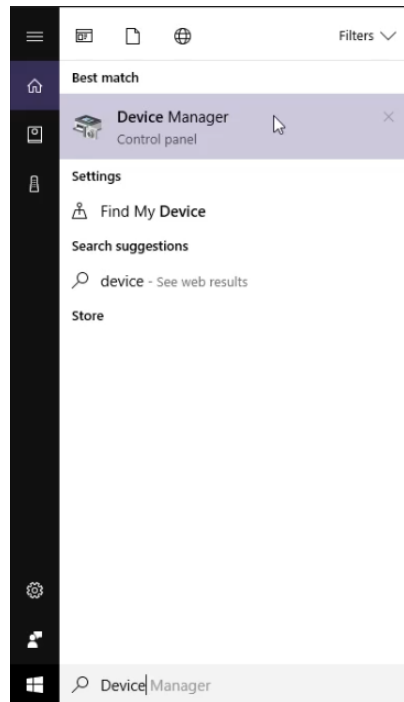 Filters
Best match
Device Manager
Control panel
Settings
Find My Device
Search suggestions
device - See web results
Store
Device Manager